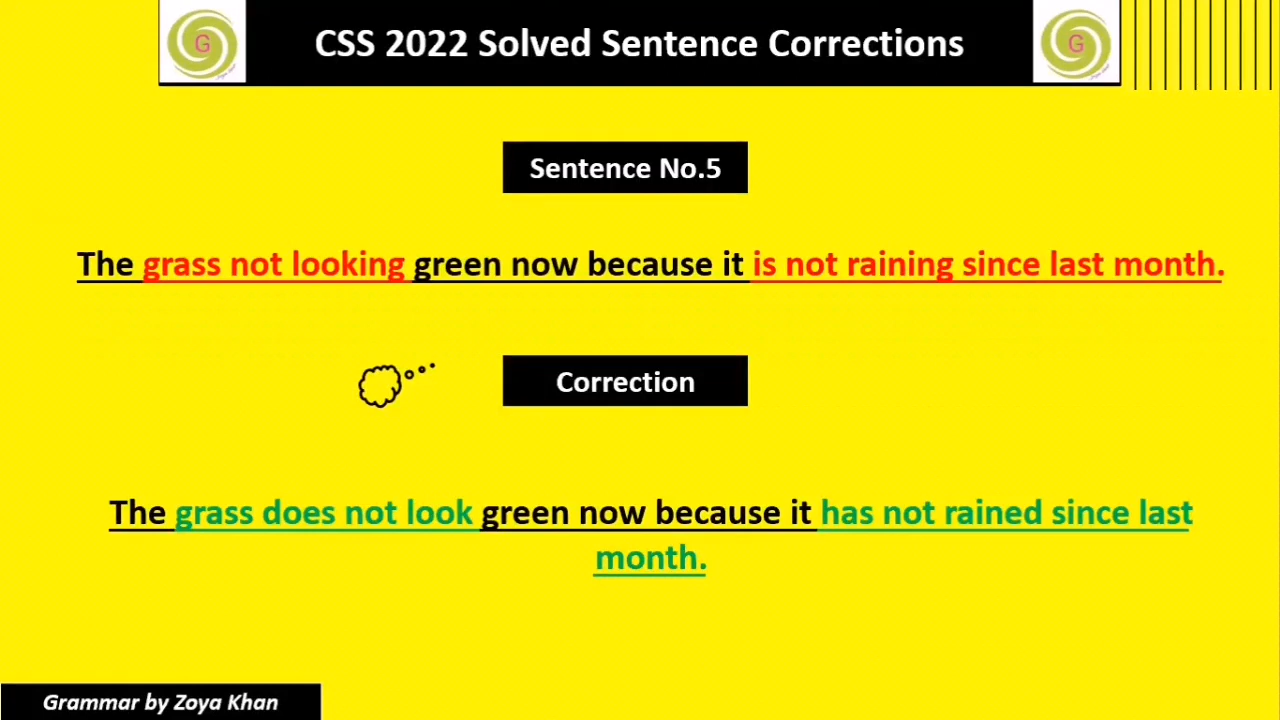 G
CSS 2022 Solved Sentence Corrections
G
Sentence No.5
The grass not looking green now because it is not raining since last month.
Correction
The grass does not look green now because it has not rained since last
month.
Grammar by Zoya Khan